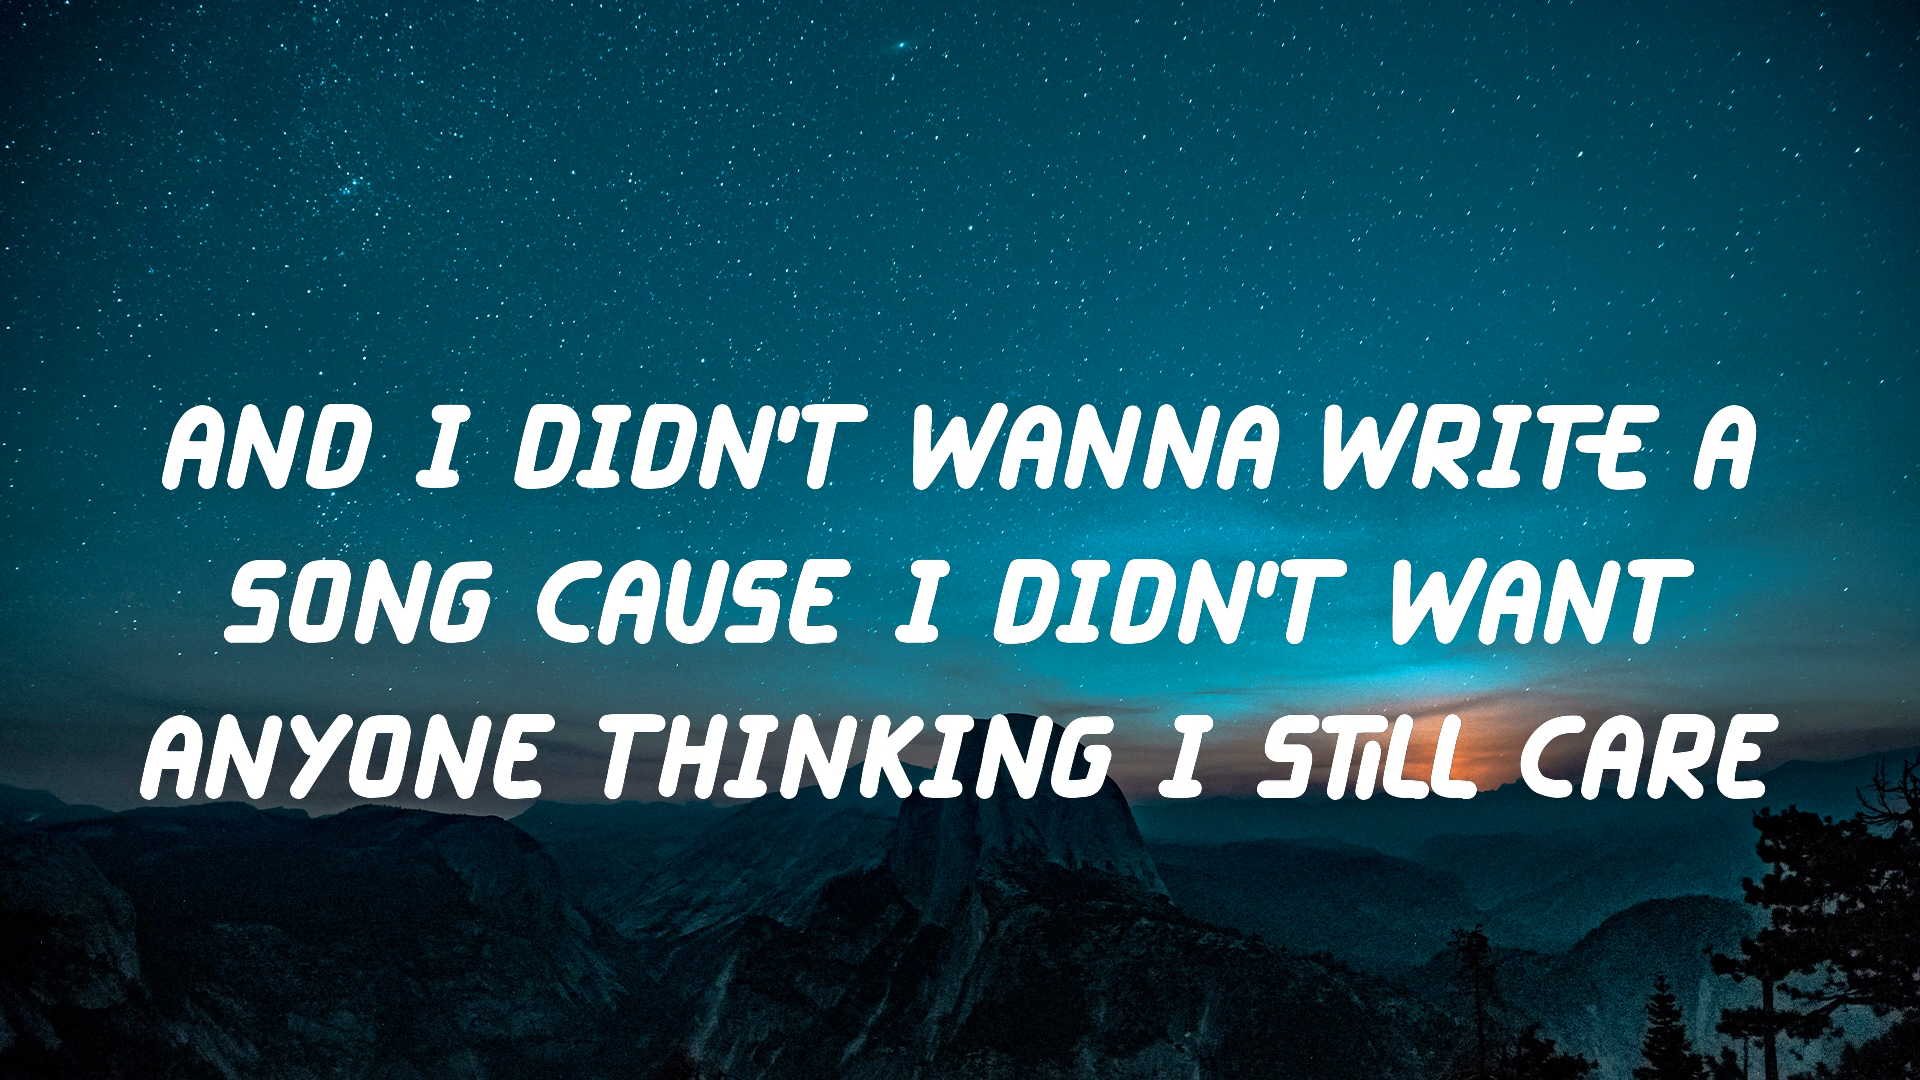 AND I DIDN'T WANNA WRITE A
SONG CAUSE I DIDN'T WANT
ANYONE THINKING I STILL CARE